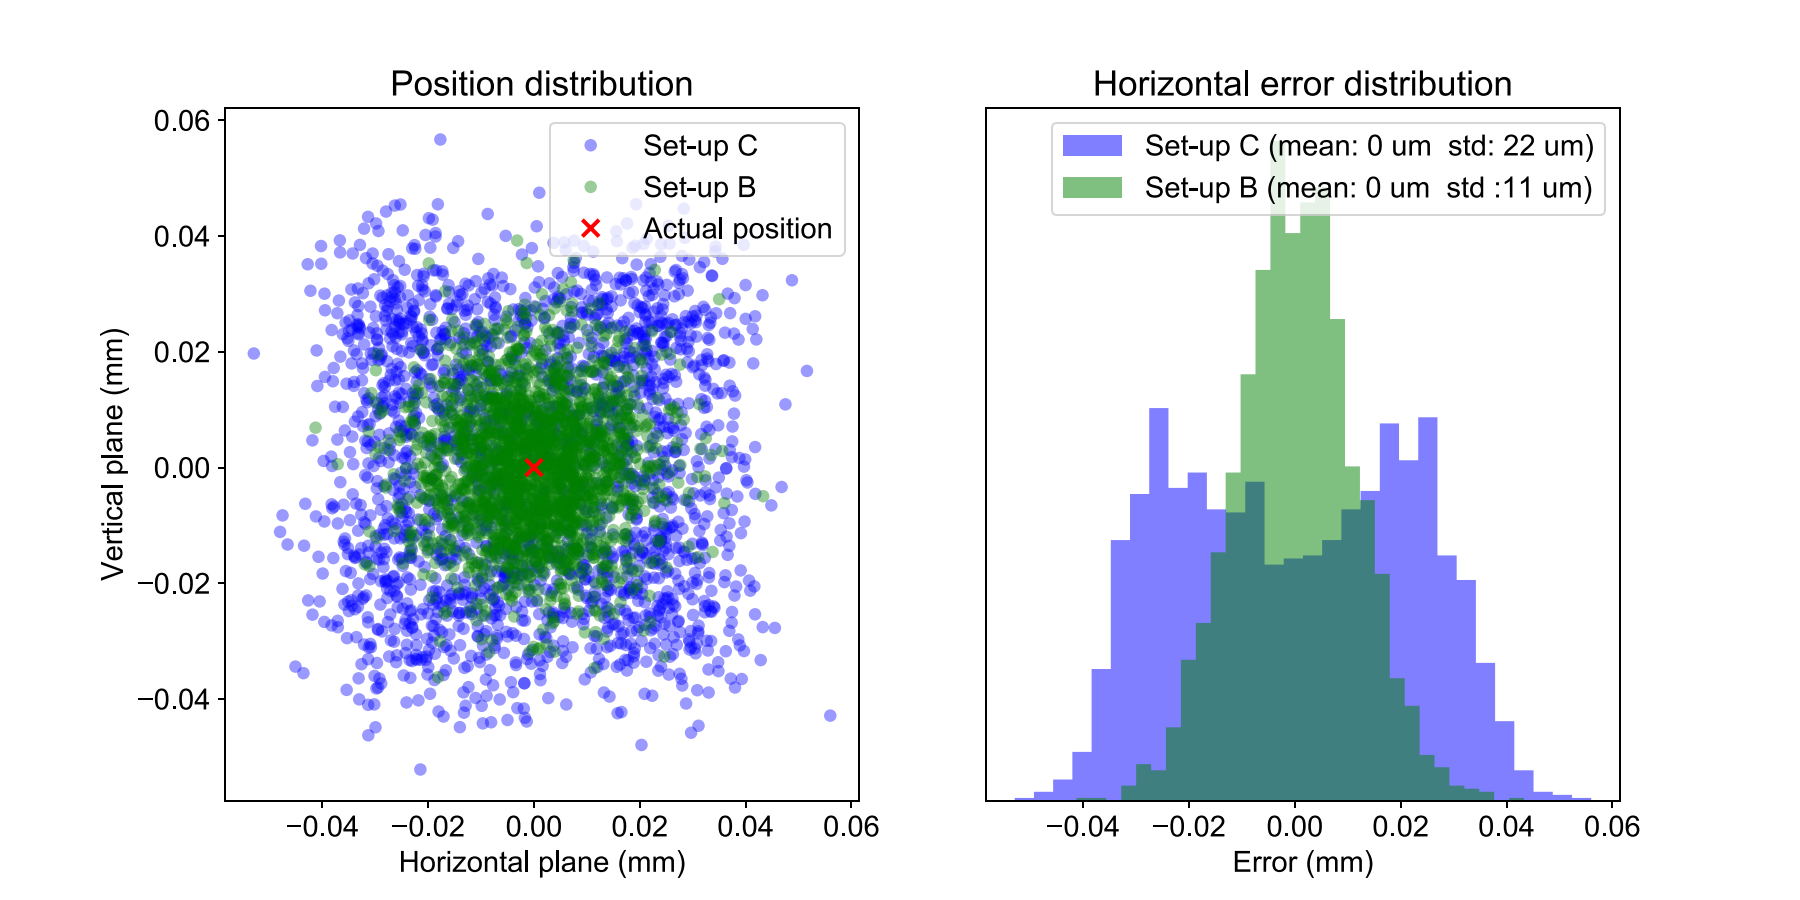 Position distribution
Set-up C
Set-up B
Actual position
0.06
0.04
0.02
0.00
−0.02
−0.04
Vertical plane (mm)
−0.04 −0.02 0.00 0.02 0.04 0.06
Horizontal plane (mm)
Horizontal error distribution
Set-up C (mean: 0 um  std: 22 um)
Set-up B (mean: 0 um  std :11 um)
−0.04 −0.02 0.00 0.02 0.04 0.06
Error (mm)